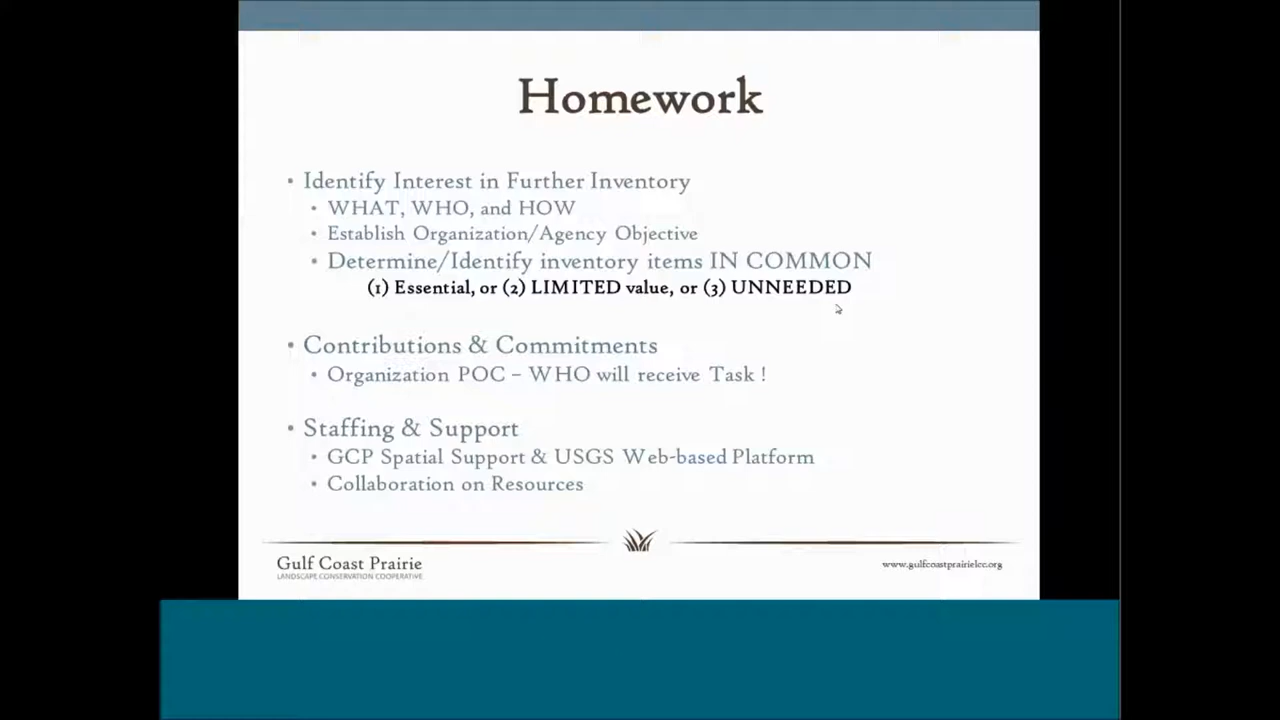 Homework
• Identify Interest in Further Inventory
• WHAT, WHO, and HOW
• Establish Organization/Agency Objective
• Determine/Identify inventory items IN COMMON
(1) Essential, or (2) LIMITED value, or (3) UNNEEDED
• Contributions & Commitments
• Organization POC – WHO will receive Task !
• Staffing & Support
• GCP Spatial Support & USGS Web-based Platform
• Collaboration on Resources
Gulf Coast Prairie
LANDSCAPE CONSERVATION COOPERATIVE
www.gulfcoastprairielcc.org